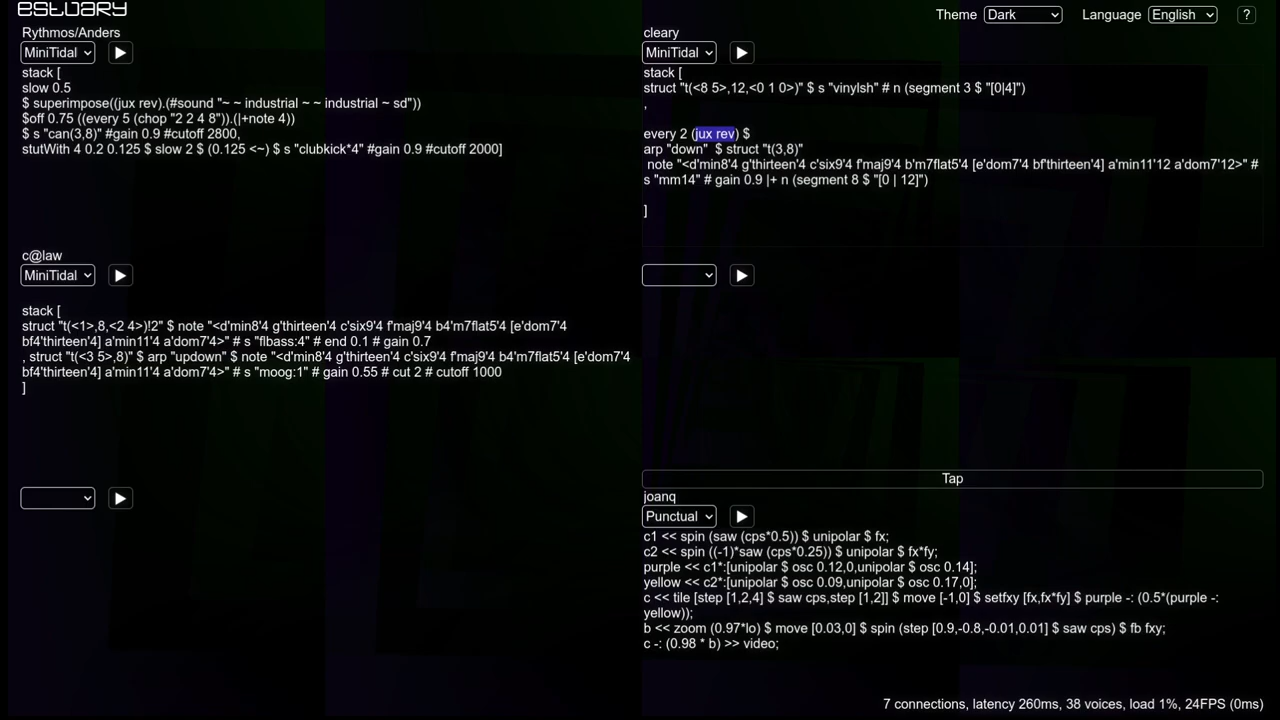 estuary
Theme Dark Language English ?
Rythmos/Anders
MiniTidal
stack [
slow 0.5
$ superimpose((jux rev).(#sound "~ ~ industrial ~ ~ industrial ~ sd"))
$off 0.75 ((every 5 (chop "2 2 4 8")).(|+note 4))
$ s "can(3,8)" #gain 0.9 #cutoff 2800,
stutWith 4 0.2 0.125 $ slow 2 $ (0.125 <~) $ s "clubkick*4" #gain 0.9 #cutoff 2000]
cleary
MiniTidal
stack [
struct "t(<8 5>,12,<0 1 0>)" $ s "vinylsh" # n (segment 3 $ "[0|4]")
,
every 2 (jux rev) $
arp "down"  $ struct "t(3,8)"
note "<d'min8'4 g'thirteen'4 c'six9'4 f'maj9'4 b'm7flat5'4 [e'dom7'4 bf'thirteen'4] a'min11'12 a'dom7'12>" #
s "mm14" # gain 0.9 |+ n (segment 8 $ "[0 | 12]")
]
c@law
MiniTidal
stack [
struct "t(<1>,8,<2 4>)!2" $ note "<d'min8'4 g'thirteen'4 c'six9'4 f'maj9'4 b4'm7flat5'4 [e'dom7'4
bf4'thirteen'4] a'min11'4 a'dom7'4>" # s "flbass:4" # end 0.1 # gain 0.7
, struct "t(<3 5>,8)" $ arp "updown" $ note "<d'min8'4 g'thirteen'4 c'six9'4 f'maj9'4 b4'm7flat5'4 [e'dom7'4
bf4'thirteen'4] a'min11'4 a'dom7'4>" # s "moog:1" # gain 0.55 # cut 2 # cutoff 1000
]
Tap
joanq
Punctual
c1 << spin (saw (cps*0.5)) $ unipolar $ fx;
c2 << spin ((-1)*saw (cps*0.25)) $ unipolar $ fx*fy;
purple << c1*:[unipolar $ osc 0.12,0,unipolar $ osc 0.14];
yellow << c2*:[unipolar $ osc 0.09,unipolar $ osc 0.17,0];
c << tile [step [1,2,4] $ saw cps,step [1,2]] $ move [-1,0] $ setfxy [fx,fx*fy] $ purple -: (0.5*(purple -:
yellow));
b << zoom (0.97*lo) $ move [0.03,0] $ spin (step [0.9,-0.8,-0.01,0.01] $ saw cps) $ fb fxy;
c -: (0.98 * b) >> video;
7 connections, latency 260ms, 38 voices, load 1%, 24FPS (0ms)